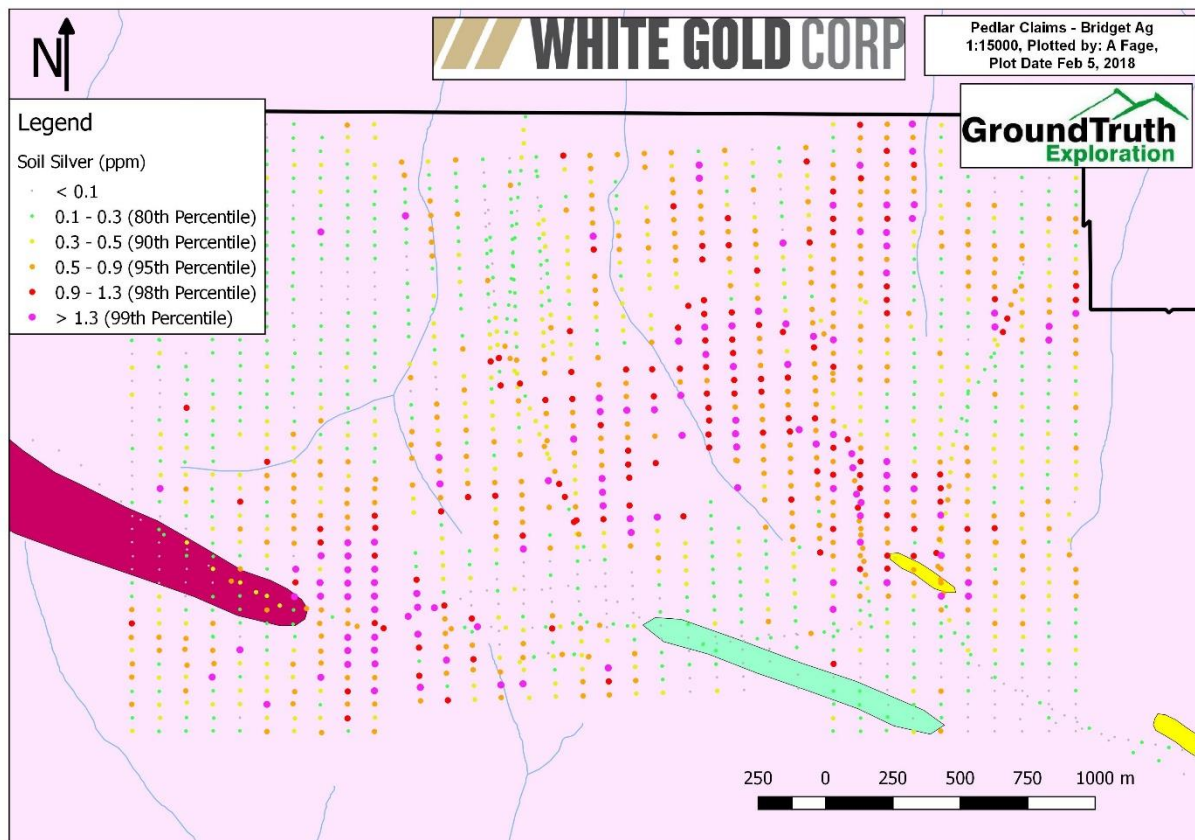 N
WHITE GOLD CORP
Pedlar Claims - Bridget Ag
1:15000, Plotted by: A Fage,
Plot Date Feb 5, 2018
GroundTruth
Exploration
Legend
Soil Silver (ppm)
< 0.1
0.1 - 0.3 (80th Percentile)
0.3 - 0.5 (90th Percentile)
0.5 - 0.9 (95th Percentile)
0.9 - 1.3 (98th Percentile)
> 1.3 (99th Percentile)
250 0 250 500 750 1000 m